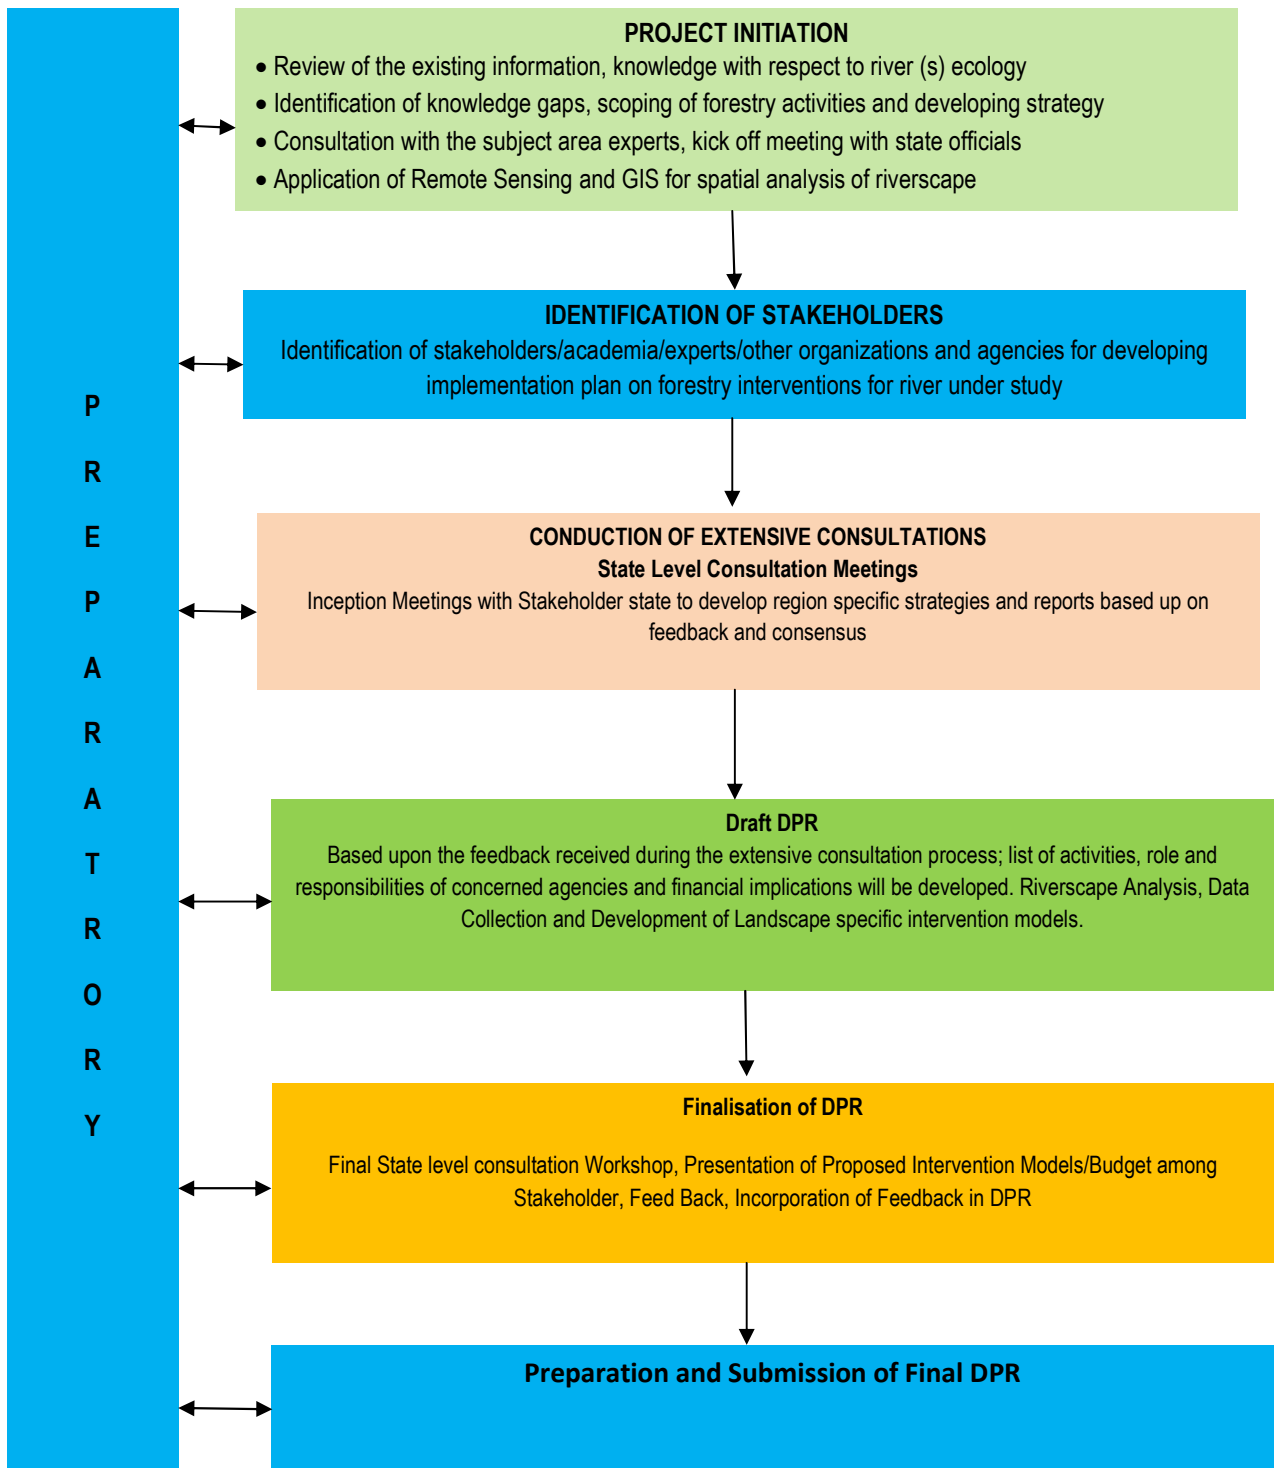 PROJECT INITIATION
• Review of the existing information, knowledge with respect to river (s) ecology
• Identification of knowledge gaps, scoping of forestry activities and developing strategy
• Consultation with the subject area experts, kick off meeting with state officials
• Application of Remote Sensing and GIS for spatial analysis of riverscape
IDENTIFICATION OF STAKEHOLDERS
Identification of stakeholders/academia/experts/other organizations and agencies for developing
implementation plan on forestry interventions for river under study
CONDUCTION OF EXTENSIVE CONSULTATIONS
State Level Consultation Meetings
Inception Meetings with Stakeholder state to develop region specific strategies and reports based up on
feedback and consensus
Draft DPR
Based upon the feedback received during the extensive consultation process; list of activities, role and
responsibilities of concerned agencies and financial implications will be developed. Riverscape Analysis, Data
Collection and Development of Landscape specific intervention models.
Finalisation of DPR
Final State level consultation Workshop, Presentation of Proposed Intervention Models/Budget among
Stakeholder, Feed Back, Incorporation of Feedback in DPR
Preparation and Submission of Final DPR
P
R
E
P
A
R
A
T
R
O
R
Y